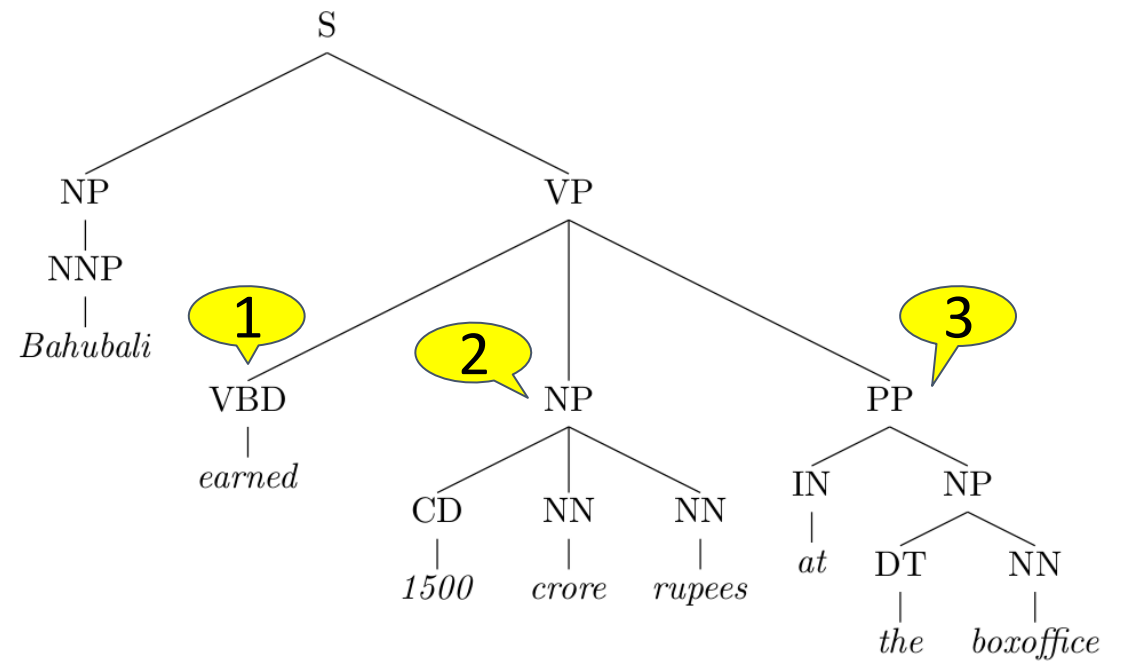 S
NP VP
NNP
1 3
Bahubali 2
VBD NP PP
earned IN NP
CD NN NN
at DT NN
1500 crore rupees
the boxoffice